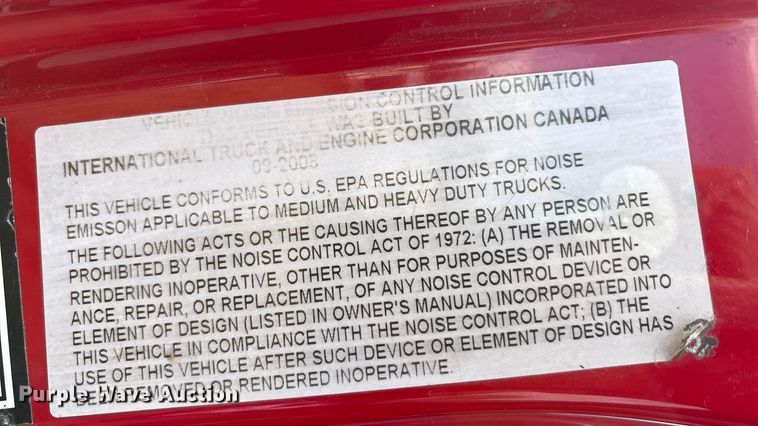 VEHICLE NOISE EMISSION CONTROL INFORMATION
WAS BUILT BY
INTERNATIONAL TRUCK AND ENGINE CORPORATION CANADA
09-2008
THIS VEHICLE CONFORMS TO U.S. EPA REGULATIONS FOR NOISE
EMISSON APPLICABLE TO MEDIUM AND HEAVY DUTY TRUCKS.
THE FOLLOWING ACTS OR THE CAUSING THEREOF BY ANY PERSON ARE
PROHIBITED BY THE NOISE CONTROL ACT OF 1972: (A) THE REMOVAL OR
RENDERING INOPERATIVE, OTHER THAN FOR PURPOSES OF MAINTEN-
ANCE, REPAIR, OR REPLACEMENT, OF ANY NOISE CONTROL DEVICE OR
ELEMENT OF DESIGN (LISTED IN OWNER'S MANUAL) INCORPORATED INTO
THIS VEHICLE IN COMPLIANCE WITH THE NOISE CONTROL ACT; (B) THE
USE OF THIS VEHICLE AFTER SUCH DEVICE OR ELEMENT OF DESIGN HAS
BEEN REMOVED OR RENDERED INOPERATIVE.
Purple Wave Auction